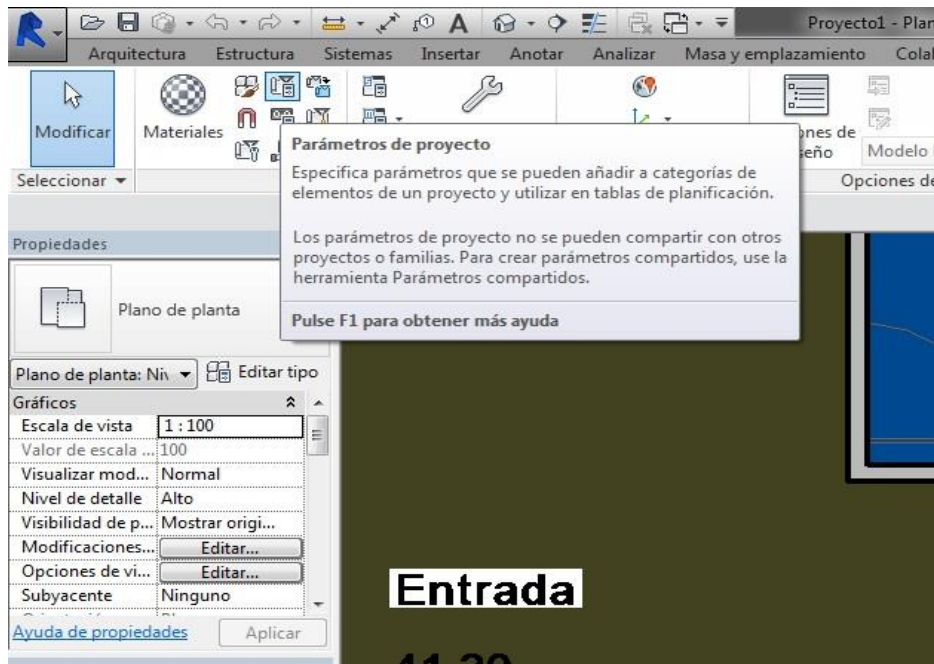 Proyecto1 - Plan
Arquitectura Estructura Sistemas Insertar Anotar Analizar Masa y emplazamiento Colal
Modificar
Materiales
Modelo
Seleccionar
Opciones de
Parámetros de proyecto
Especifica parámetros que se pueden añadir a categorías de
elementos de un proyecto y utilizar en tablas de planificación.
Los parámetros de proyecto no se pueden compartir con otros
proyectos o familias. Para crear parámetros compartidos, use la
herramienta Parámetros compartidos.
Pulse F1 para obtener más ayuda
Propiedades
Plano de planta
Plano de planta: Niv
Editar tipo
Gráficos
Escala de vista 1 : 100
Valor de escala ... 100
Visualizar mod... Normal
Nivel de detalle Alto
Visibilidad de p... Mostrar origi...
Modificaciones... Editar...
Opciones de vi... Editar...
Subyacente Ninguno
Ayuda de propiedades Aplicar
Entrada